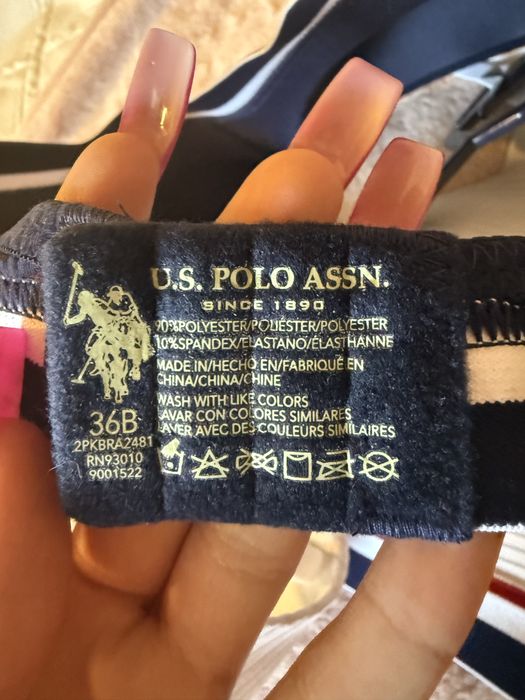 U.S. POLO ASSN.
SINCE 1890
90%POLYESTER/POLIÉSTER/POLYESTER
10%SPANDEX/ELASTANO/ÉLASTHANNE
MADE IN/HECHO EN/FABRIQUÉ EN
CHINA/CHINA/CHINE
WASH WITH LIKE COLORS
LAVAR CON COLORES SIMILARES
LAVER AVEC DES COULEURS SIMILAIRES
36B
2PKBRA2481
RN93010
9001522